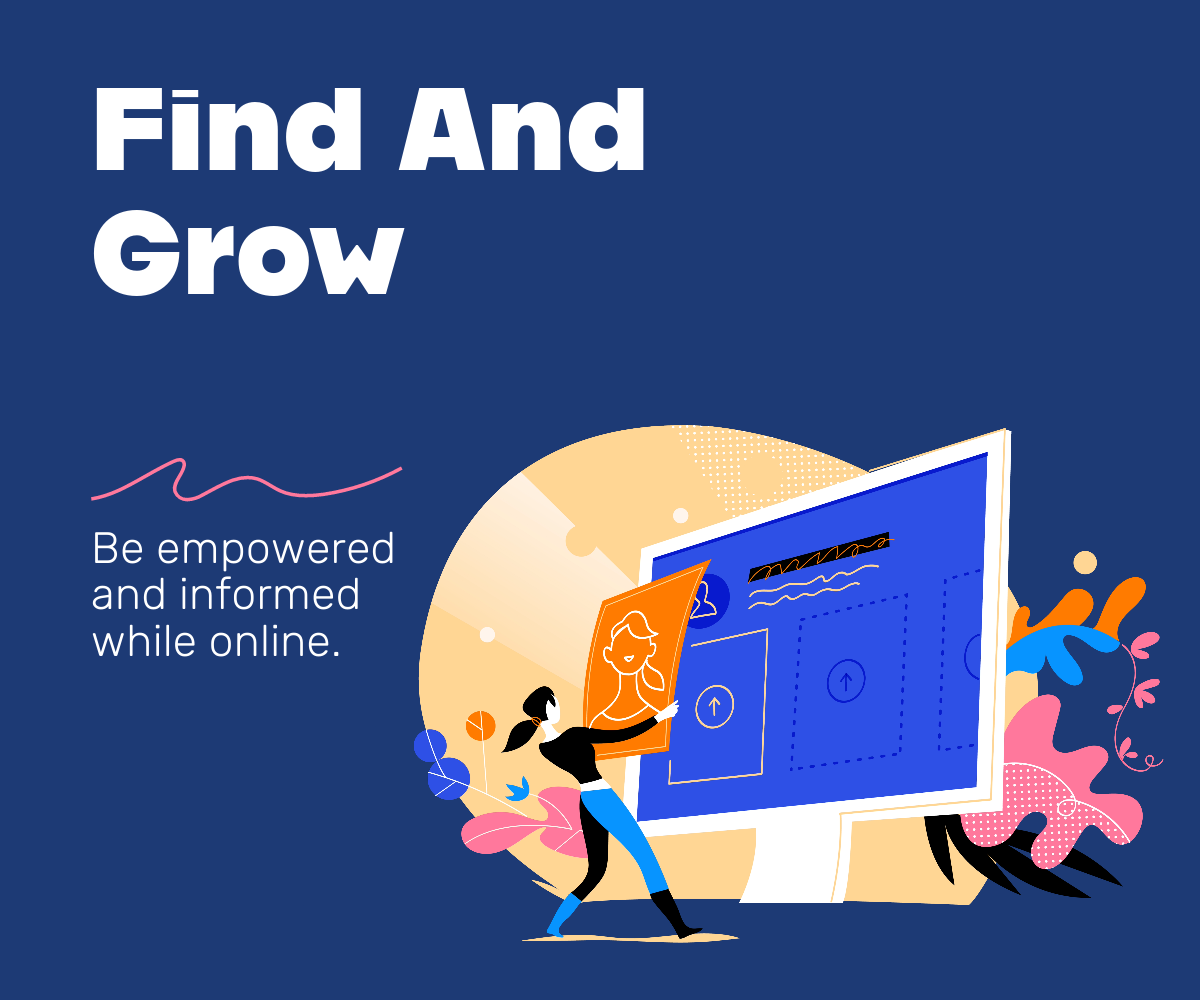 Find And
Grow
Be empowered
and informed
while online.